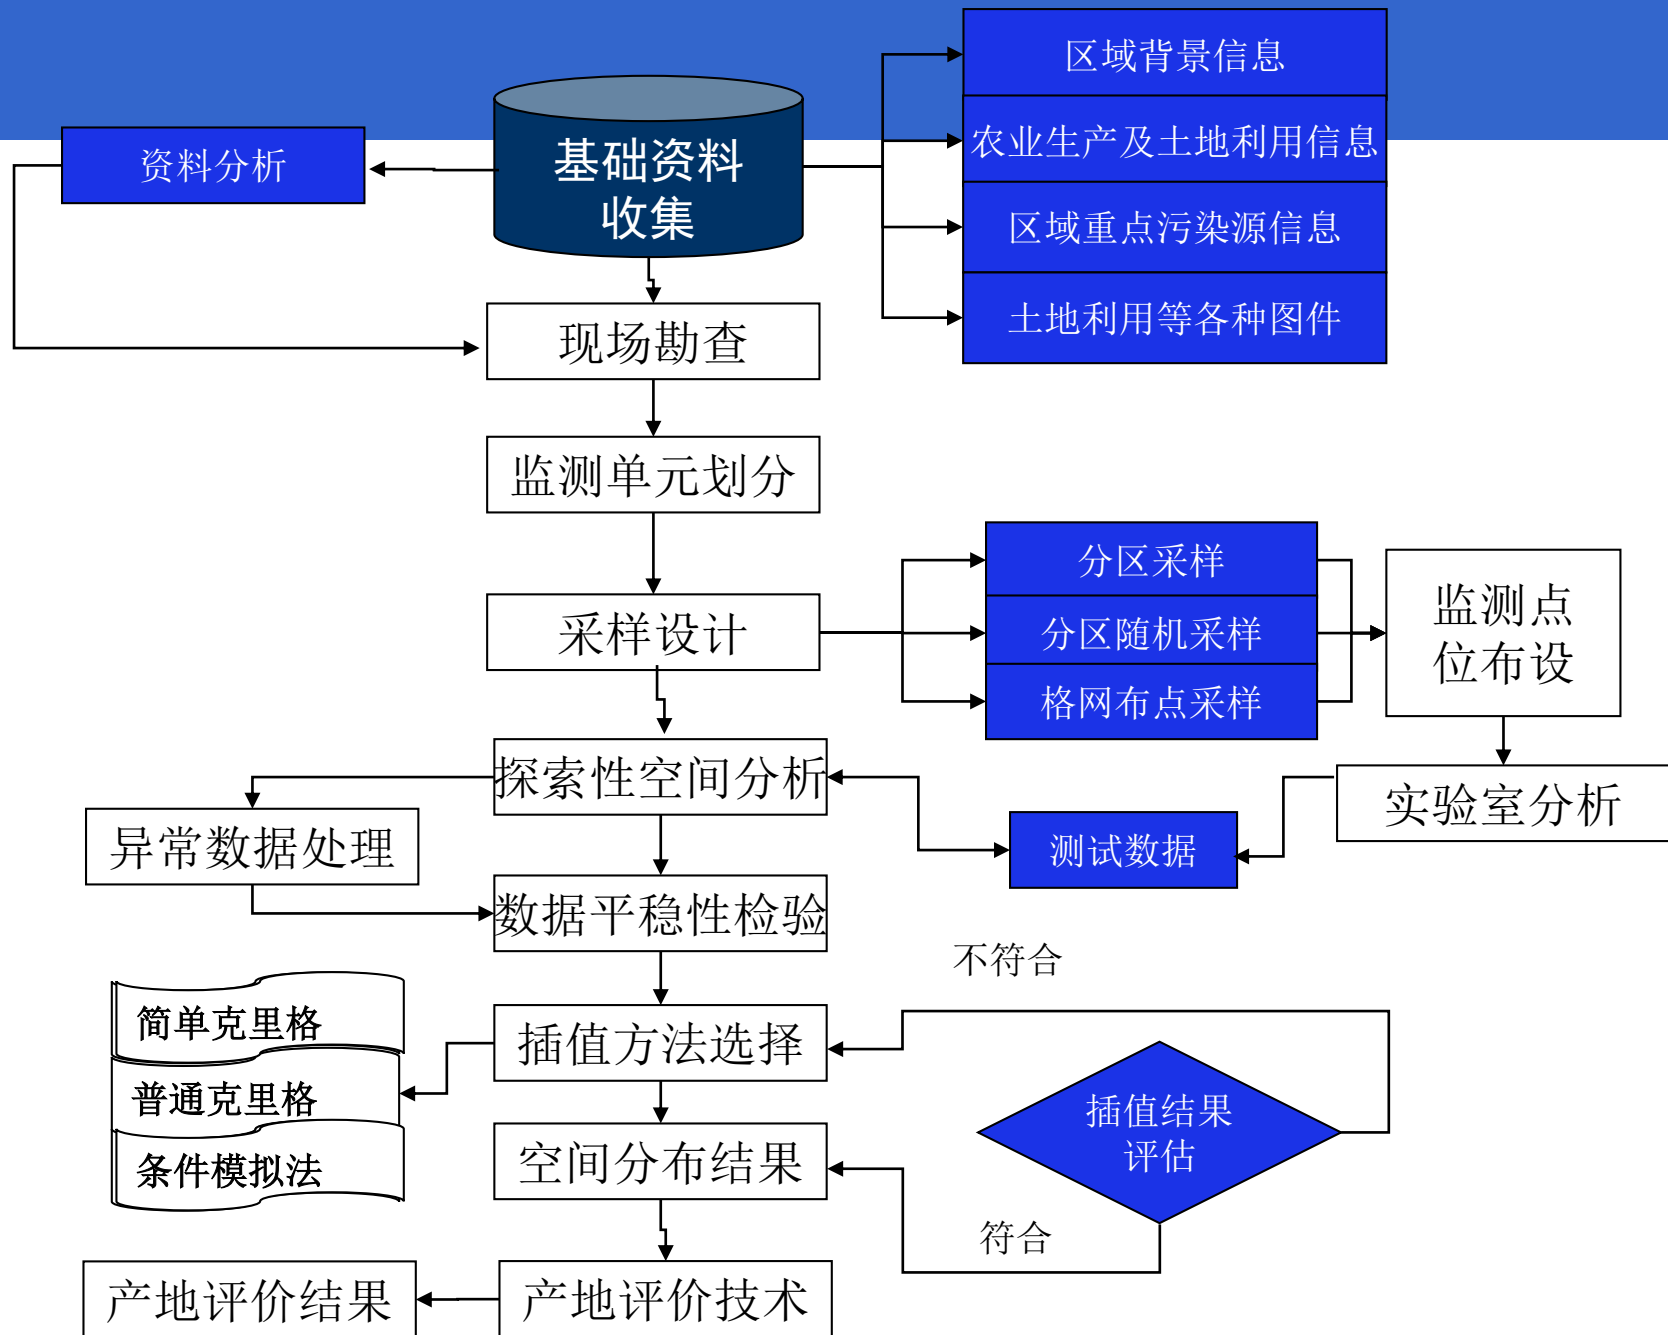 区域背景信息
农业生产及土地利用信息
区域重点污染源信息
土地利用等各种图件
资料分析
基础资料
收集
现场勘查
监测单元划分
采样设计
分区采样
分区随机采样
格网布点采样
监测点
位布设
实验室分析
测试数据
探索性空间分析
异常数据处理
数据平稳性检验
不符合
插值方法选择
简单克里格
普通克里格
条件模拟法
插值结果
评估
空间分布结果
符合
产地评价技术
产地评价结果